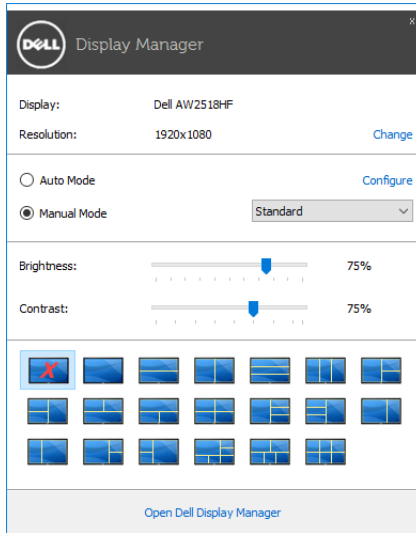 x
DELL Display Manager
Display: Dell AW2518HF
Resolution: 1920x1080 Change
Auto Mode Configure
Manual Mode Standard
Brightness: 75%
Contrast: 75%
X
Open Dell Display Manager